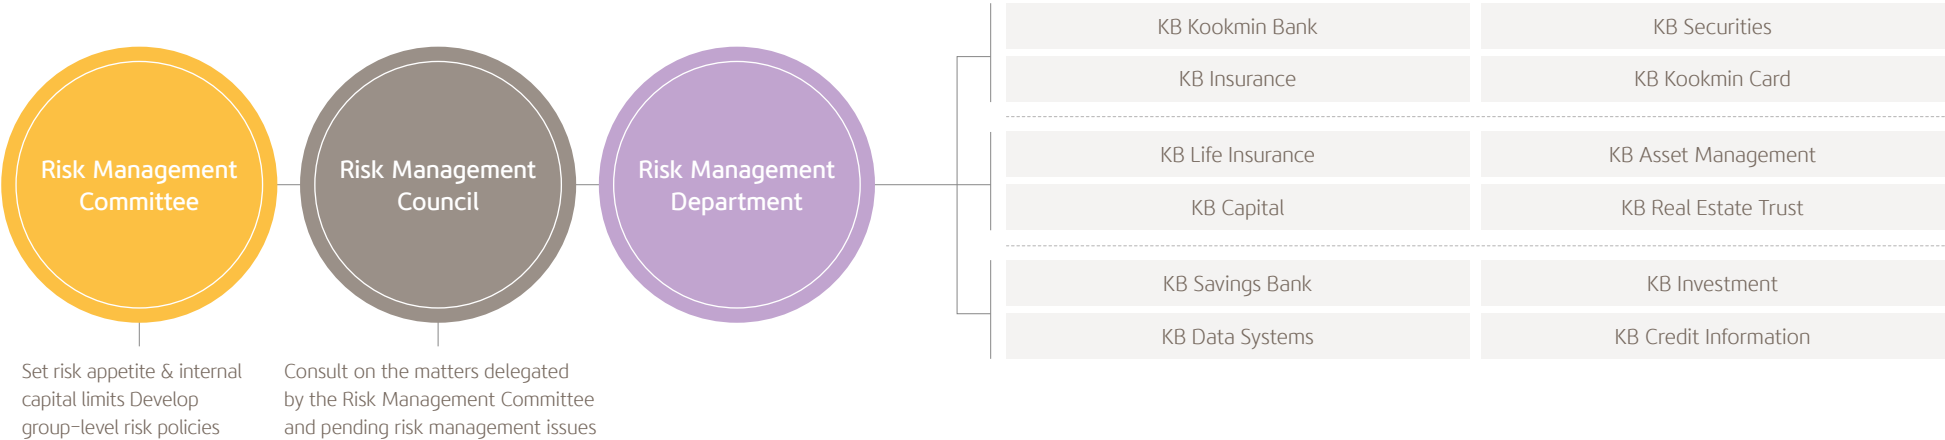 Risk Management
Committee
Set risk appetite & internal
capital limits Develop
group-level risk policies
Risk Management
Council
Consult on the matters delegated
by the Risk Management Committee
and pending risk management issues
Risk Management
Department
KB Kookmin Bank
KB Securities
KB Insurance
KB Kookmin Card
KB Life Insurance
KB Asset Management
KB Capital
KB Real Estate Trust
KB Savings Bank
KB Investment
KB Data Systems
KB Credit Information